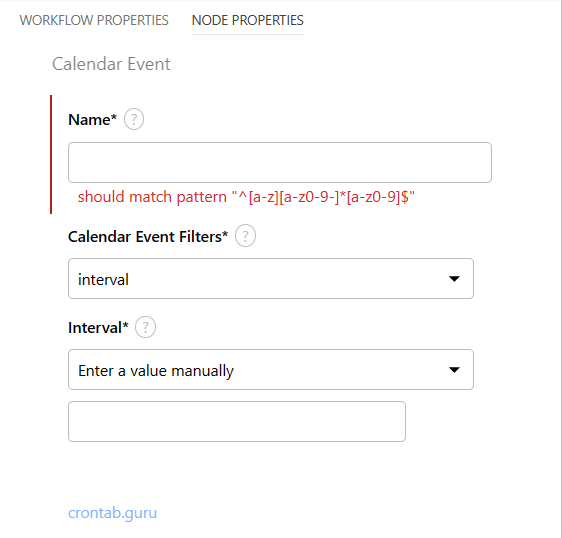 WORKFLOW PROPERTIES NODE PROPERTIES
Calendar Event
Name* ?
should match pattern "^[a-z][a-z0-9-]*[a-z0-9]$"
Calendar Event Filters* ?
interval
Interval* ?
Enter a value manually
crontab.guru